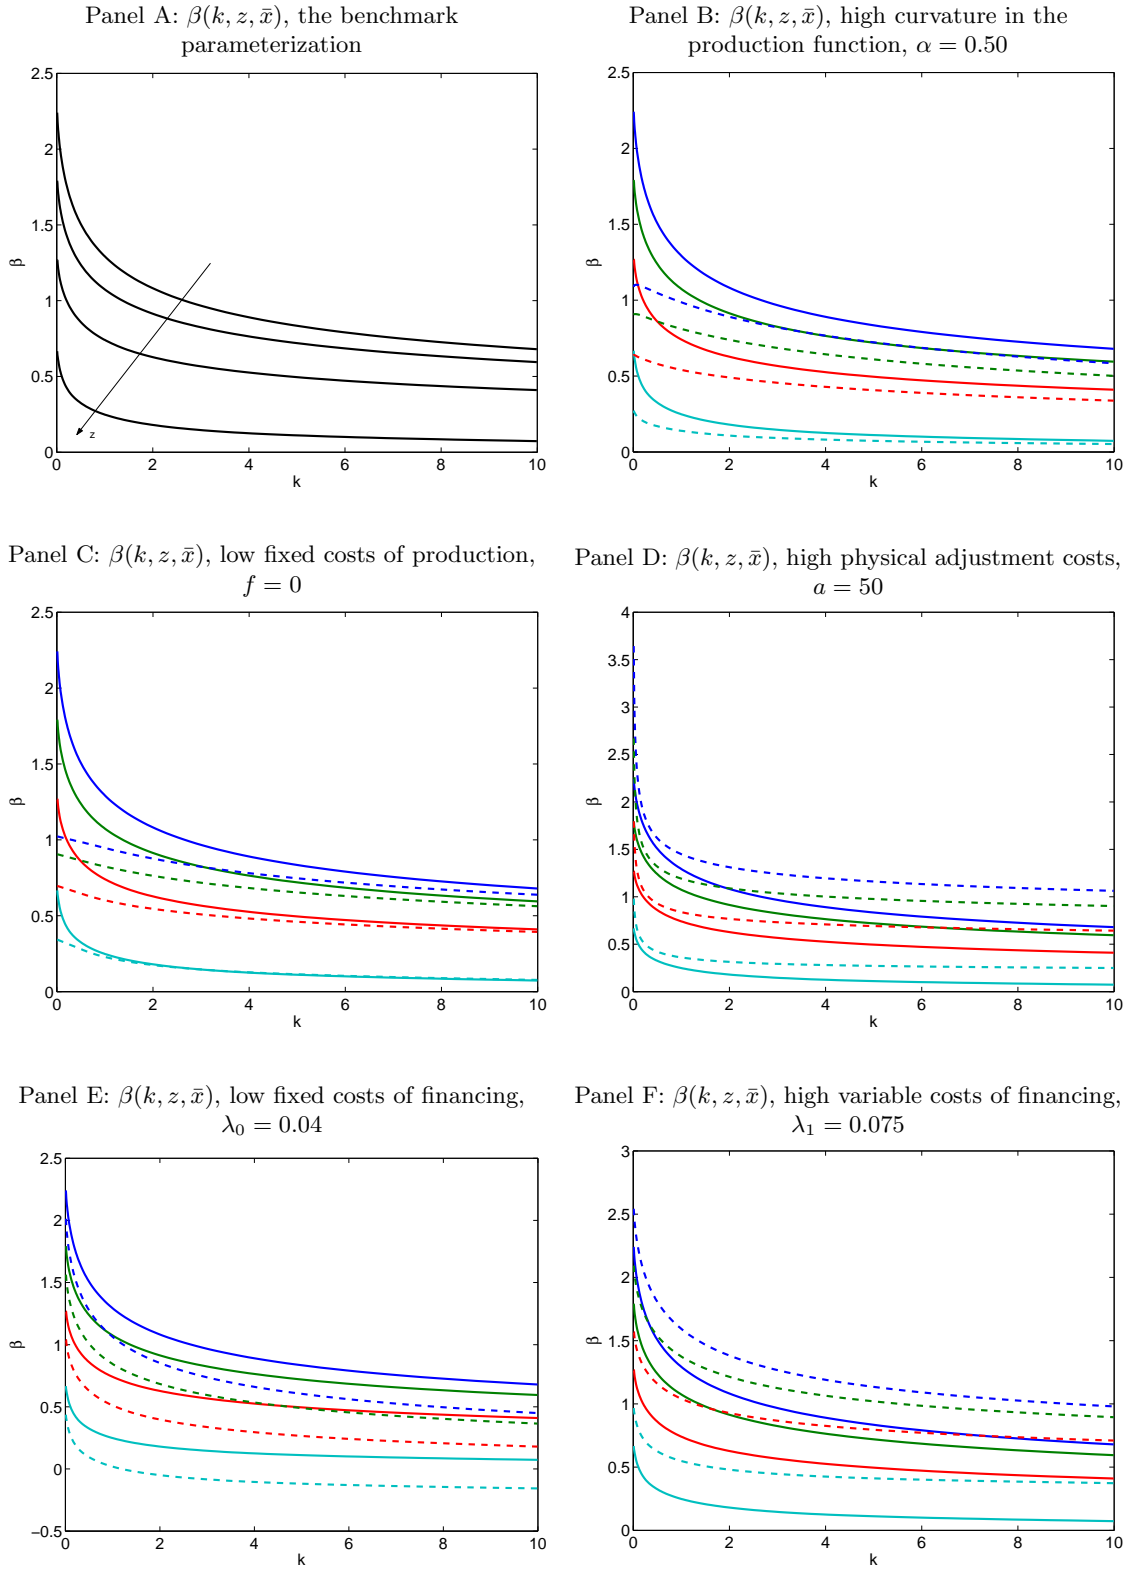 Panel A: β(k, z, x̄), the benchmark
parameterization
2.5
2
1.5
1
0.5
0
β
z
0 2 4 6 8 10
k
Panel B: β(k, z, x̄), high curvature in the
production function, α = 0.50
2.5
2
1.5
1
0.5
0
β
0 2 4 6 8 10
k
Panel C: β(k, z, x̄), low fixed costs of production,
f = 0
2.5
2
1.5
1
0.5
0
β
0 2 4 6 8 10
k
Panel D: β(k, z, x̄), high physical adjustment costs,
a = 50
4
3.5
3
2.5
2
1.5
1
0.5
0
β
0 2 4 6 8 10
k
Panel E: β(k, z, x̄), low fixed costs of financing,
λ₀ = 0.04
2.5
2
1.5
1
0.5
0
−0.5
β
0 2 4 6 8 10
k
Panel F: β(k, z, x̄), high variable costs of financing,
λ₁ = 0.075
3
2.5
2
1.5
1
0.5
0
β
0 2 4 6 8 10
k